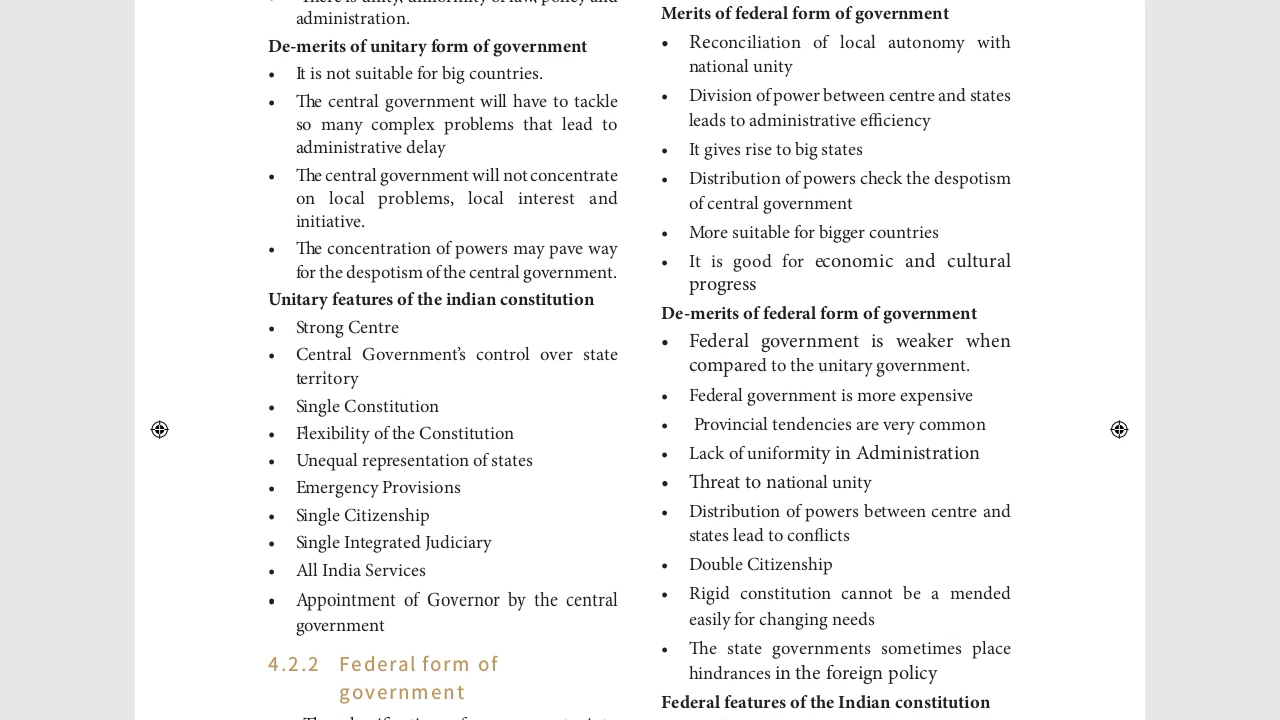 There is unity, uniformity of law, policy and
administration.
De-merits of unitary form of government
• It is not suitable for big countries.
• The central government will have to tackle
so many complex problems that lead to
administrative delay
• The central government will not concentrate
on local problems, local interest and
initiative.
• The concentration of powers may pave way
for the despotism of the central government.
Unitary features of the indian constitution
• Strong Centre
• Central Government's control over state
territory
• Single Constitution
• Flexibility of the Constitution
• Unequal representation of states
• Emergency Provisions
• Single Citizenship
• Single Integrated Judiciary
• All India Services
• Appointment of Governor by the central
government
4.2.2 Federal form of
government
Merits of federal form of government
• Reconciliation of local autonomy with
national unity
• Division of power between centre and states
leads to administrative efficiency
• It gives rise to big states
• Distribution of powers check the despotism
of central government
• More suitable for bigger countries
• It is good for economic and cultural
progress
De-merits of federal form of government
• Federal government is weaker when
compared to the unitary government.
• Federal government is more expensive
• Provincial tendencies are very common
• Lack of uniformity in Administration
• Threat to national unity
• Distribution of powers between centre and
states lead to conflicts
• Double Citizenship
• Rigid constitution cannot be a mended
easily for changing needs
• The state governments sometimes place
hindrances in the foreign policy
Federal features of the Indian constitution